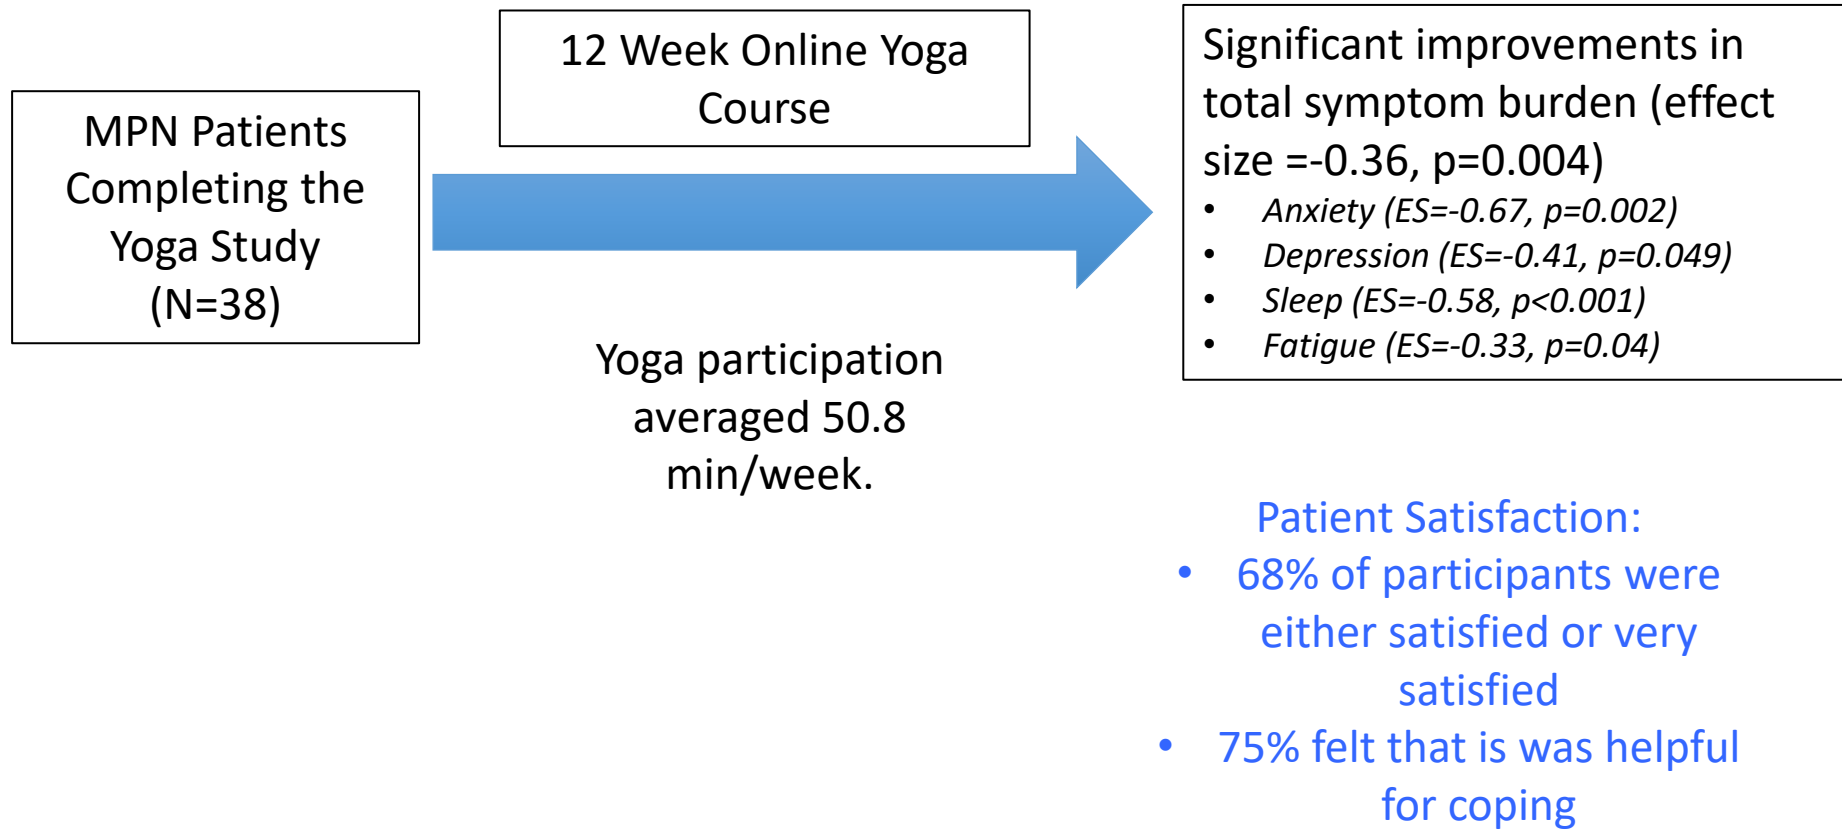 MPN Patients
Completing the
Yoga Study
(N=38)
12 Week Online Yoga
Course
Yoga participation
averaged 50.8
min/week.
Significant improvements in
total symptom burden (effect
size =-0.36, p=0.004)
• Anxiety (ES=-0.67, p=0.002)
• Depression (ES=-0.41, p=0.049)
• Sleep (ES=-0.58, p<0.001)
• Fatigue (ES=-0.33, p=0.04)
Patient Satisfaction:
• 68% of participants were
either satisfied or very
satisfied
• 75% felt that is was helpful
for coping